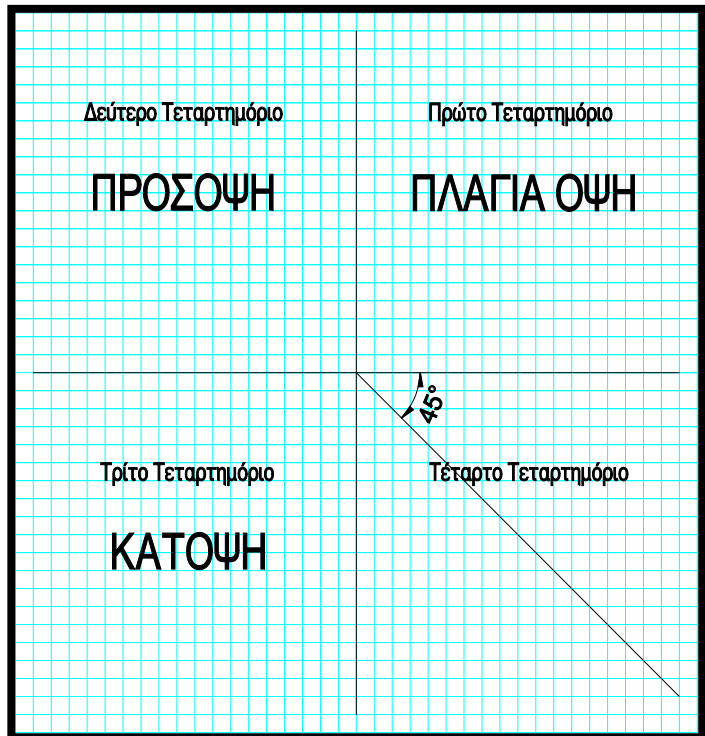 Δεύτερο Τεταρτημόριο
Πρώτο Τεταρτημόριο
ΠΡΟΣΟΨΗ
ΠΛΑΓΙΑ ΟΨΗ
45°
Τρίτο Τεταρτημόριο
Τέταρτο Τεταρτημόριο
ΚΑΤΟΨΗ